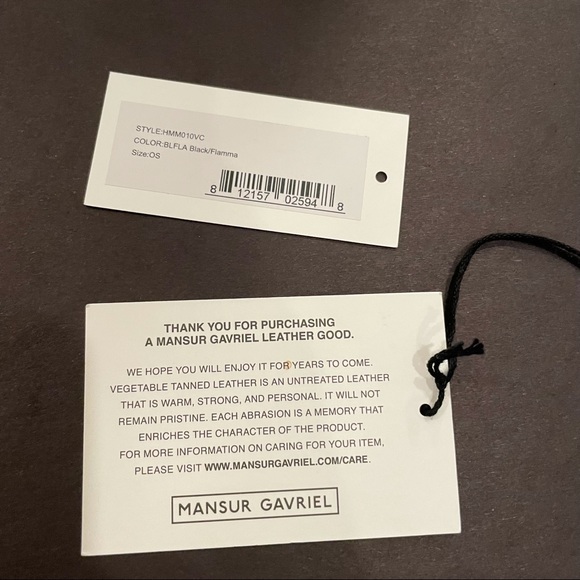 STYLE:HMM010VC
COLOR:BLFLA Black/Flamma
Size:OS
8 12157 02594 8
THANK YOU FOR PURCHASING
A MANSUR GAVRIEL LEATHER GOOD.
WE HOPE YOU WILL ENJOY IT FOR YEARS TO COME.
VEGETABLE TANNED LEATHER IS AN UNTREATED LEATHER
THAT IS WARM, STRONG, AND PERSONAL. IT WILL NOT
REMAIN PRISTINE. EACH ABRASION IS A MEMORY THAT
ENRICHES THE CHARACTER OF THE PRODUCT.
FOR MORE INFORMATION ON CARING FOR YOUR ITEM,
PLEASE VISIT WWW.MANSURGAVRIEL.COM/CARE.
MANSUR GAVRIEL